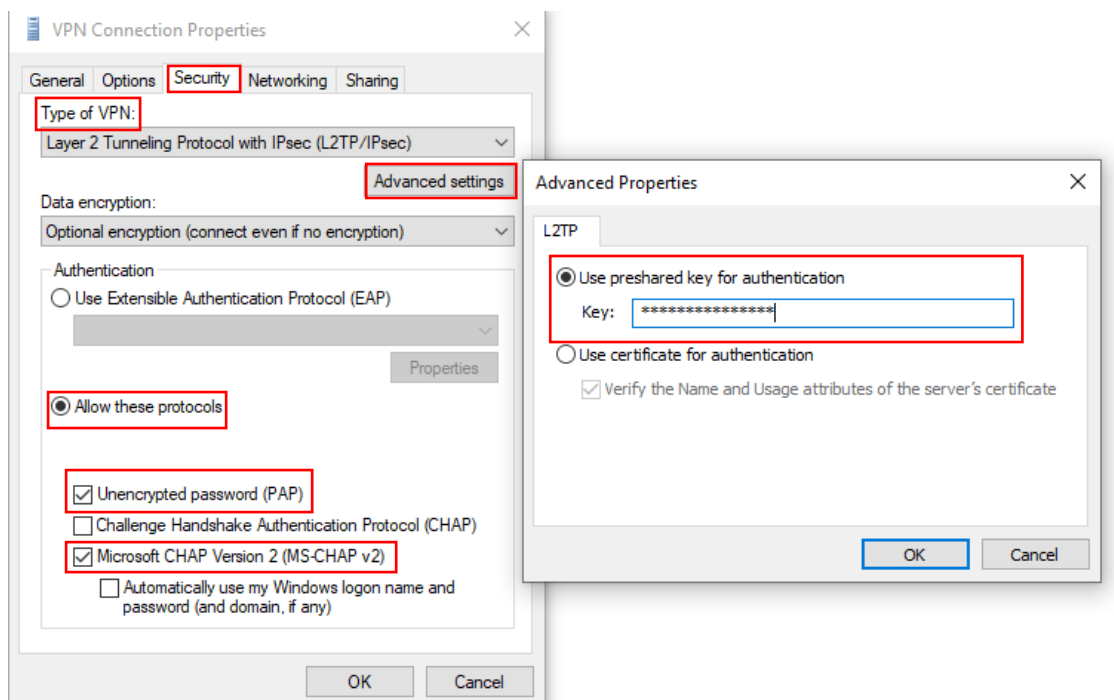 VPN Connection Properties
General Options Security Networking Sharing
Type of VPN:
Layer 2 Tunneling Protocol with IPsec (L2TP/IPsec)
Advanced settings
Data encryption:
Optional encryption (connect even if no encryption)
Authentication
Use Extensible Authentication Protocol (EAP)
Properties
Allow these protocols
Unencrypted password (PAP)
Challenge Handshake Authentication Protocol (CHAP)
Microsoft CHAP Version 2 (MS-CHAP v2)
Automatically use my Windows logon name and
password (and domain, if any)
OK Cancel
Advanced Properties
L2TP
Use preshared key for authentication
Key: ***************
Use certificate for authentication
Verify the Name and Usage attributes of the server's certificate
OK Cancel